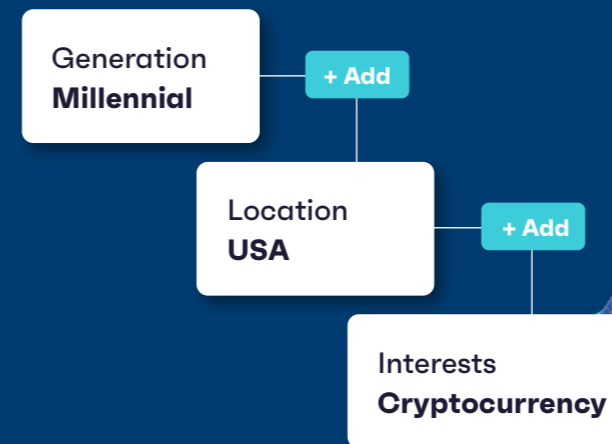 Generation
Millennial
+ Add
Location
USA
+ Add
Interests
Cryptocurrency